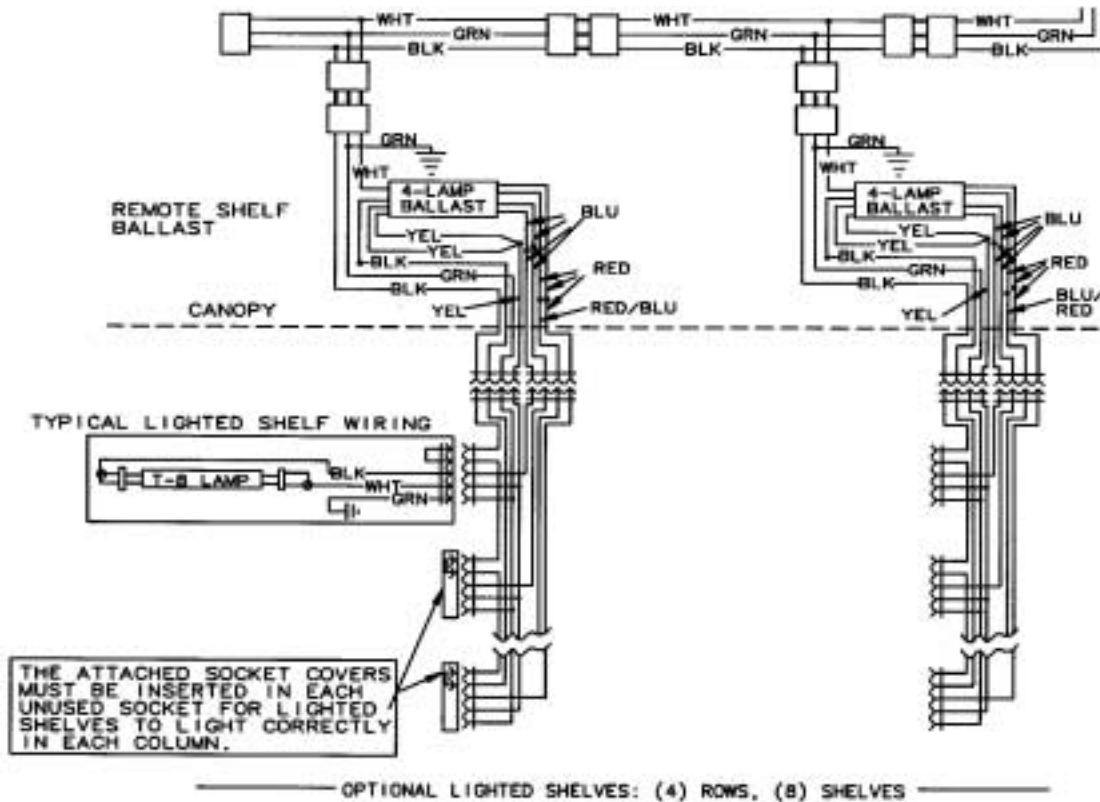 WHT
WHT
WHT
GRN
GRN
GRN
BLK
BLK
BLK
GRN
GRN
WHT
WHT
4-LAMP
BALLAST
4-LAMP
BALLAST
REMOTE SHELF
BALLAST
BLU
BLU
YEL
YEL
YEL
YEL
BLK
BLK
RED
RED
GRN
GRN
BLK
BLK
CANOPY
YEL
RED/BLU
YEL
BLU/
RED
TYPICAL LIGHTED SHELF WIRING
BLK
T-8 LAMP
WHT
GRN
THE ATTACHED SOCKET COVERS
MUST BE INSERTED IN EACH
UNUSED SOCKET FOR LIGHTED
SHELVES TO LIGHT CORRECTLY
IN EACH COLUMN.
OPTIONAL LIGHTED SHELVES: (4) ROWS, (8) SHELVES